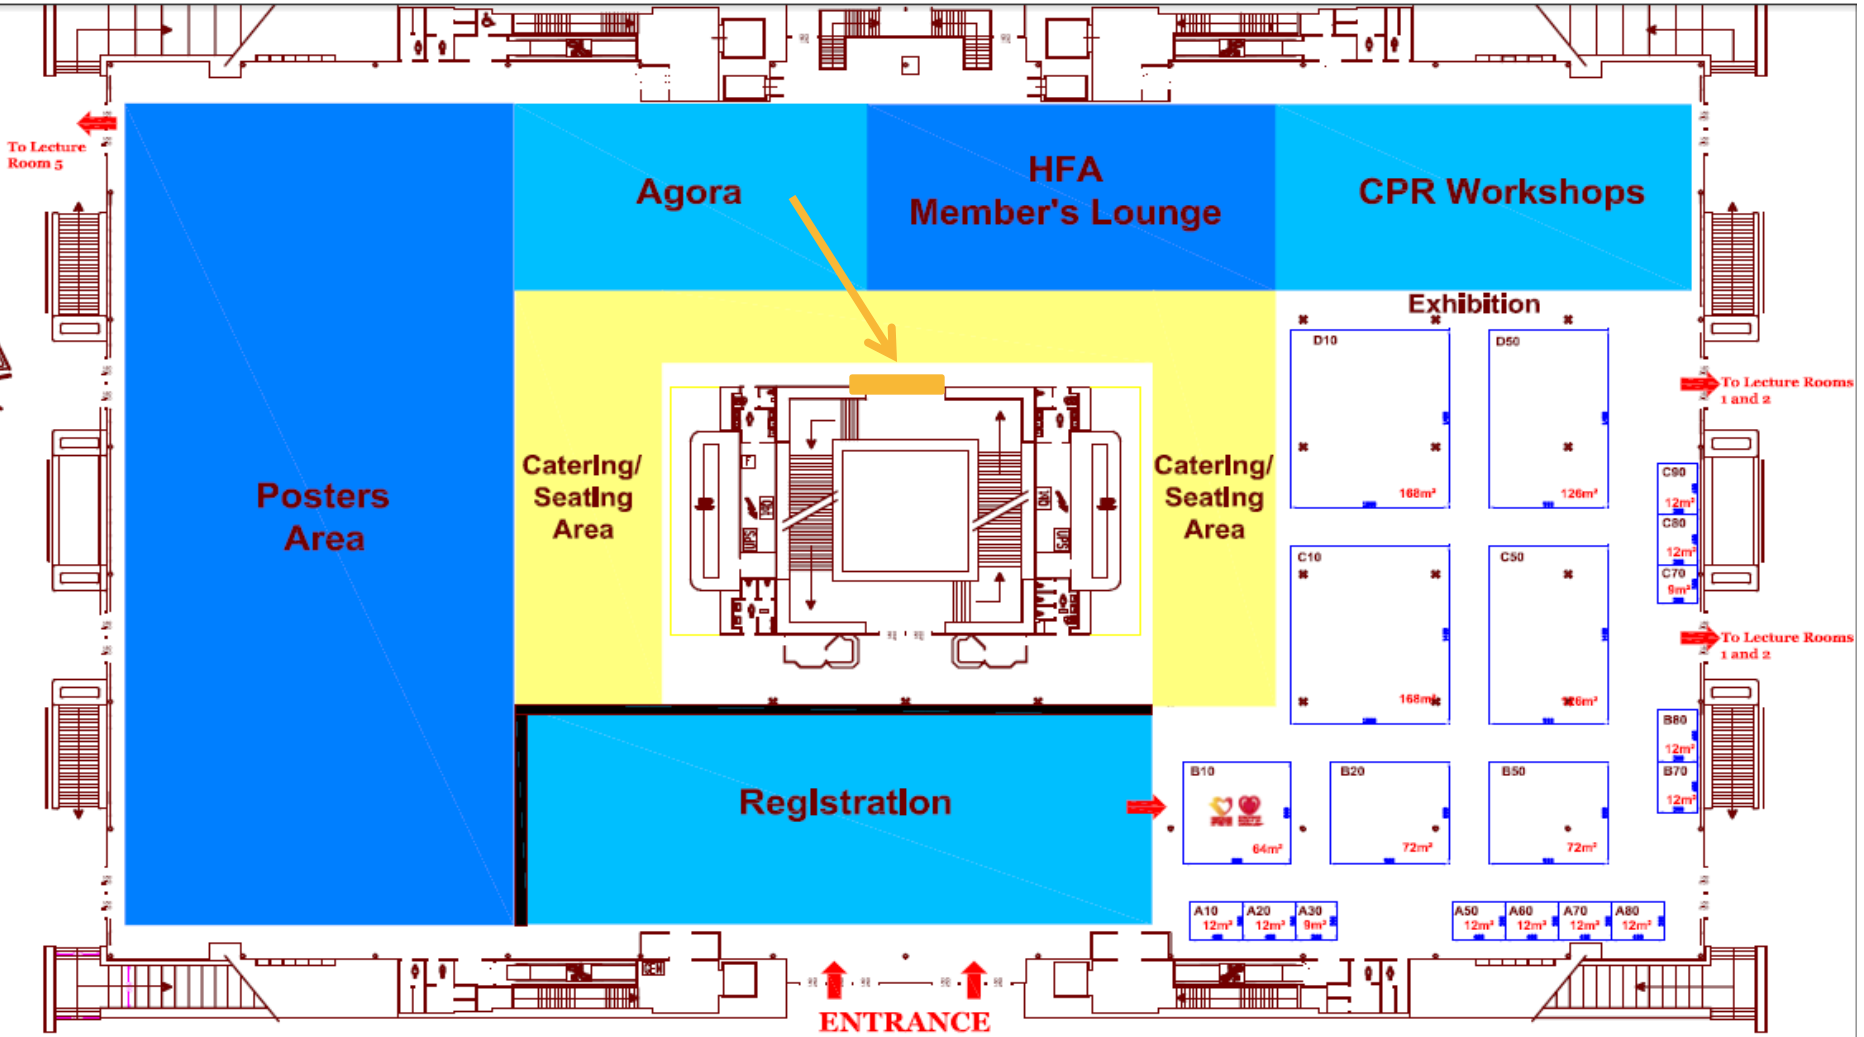 To Lecture
Room 5
Agora
HFA
Member's Lounge
CPR Workshops
Exhibition
D10
168m²
D50
126m²
To Lecture Rooms
1 and 2
Posters
Area
Catering/
Seating
Area
Catering/
Seating
Area
F
UPS
UPS
C90
12m²
C80
12m²
C70
9m²
C10
168m²
C50
To Lecture Rooms
1 and 2
Registration
B10
64m²
B20
72m²
B50
72m²
B80
12m²
B70
12m²
A10
12m²
A20
12m²
A30
9m²
A50
12m²
A60
12m²
A70
12m²
A80
12m²
ENTRANCE